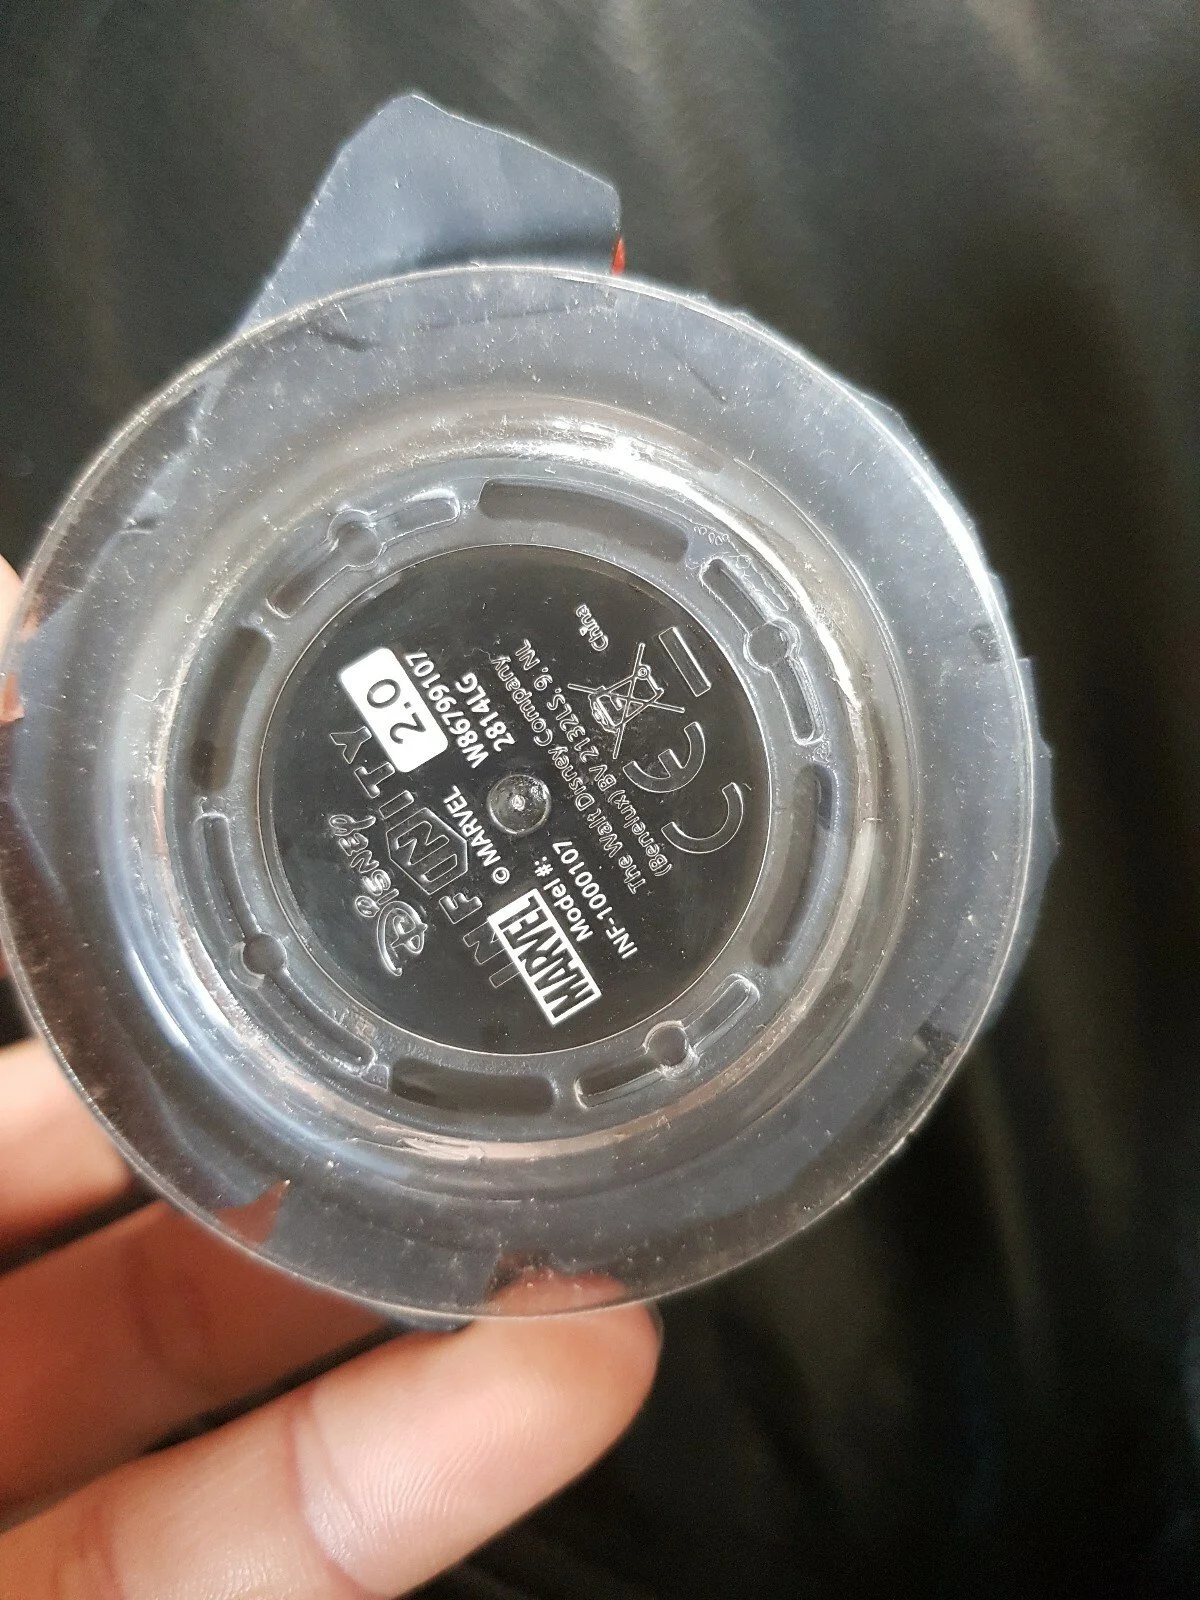 Disney
INFINITY
2.0
© MARVEL W86799107
2814LG
MARVEL
Model #:
INF-1000107
The Walt Disney Company
(Benelux) BV 2132LS, 9, NL
China
CE